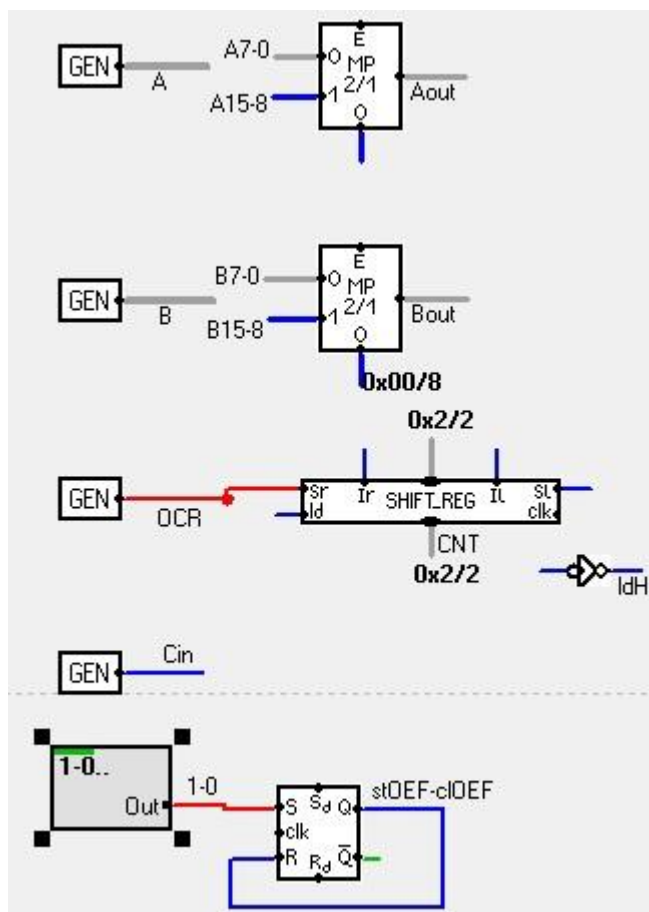 GEN
A
A7-0
A15-8
0
E
MP
2/1
1
0
Aout
GEN
B
B7-0
B15-8
0
E
MP
2/1
1
0
Bout
0x00/8
0x2/2
GEN
OCR
Sr Ir SHIFT_REG Il Sl
ld clk
CNT
0x2/2
ldH
GEN
Cin
1-0..
Out
1-0
stOEF-clOEF
S Sd Q
clk
R Rd Q̅